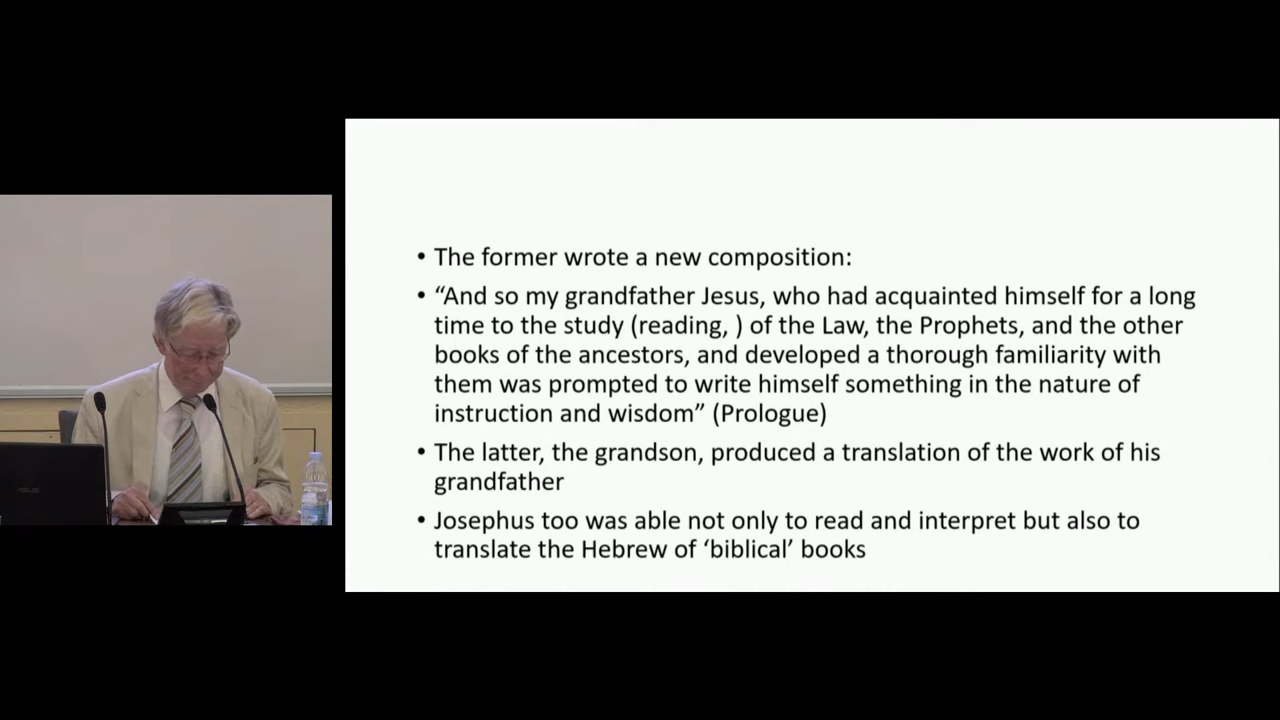 • The former wrote a new composition:
• “And so my grandfather Jesus, who had acquainted himself for a long
time to the study (reading, ) of the Law, the Prophets, and the other
books of the ancestors, and developed a thorough familiarity with
them was prompted to write himself something in the nature of
instruction and wisdom” (Prologue)
• The latter, the grandson, produced a translation of the work of his
grandfather
• Josephus too was able not only to read and interpret but also to
translate the Hebrew of ‘biblical’ books